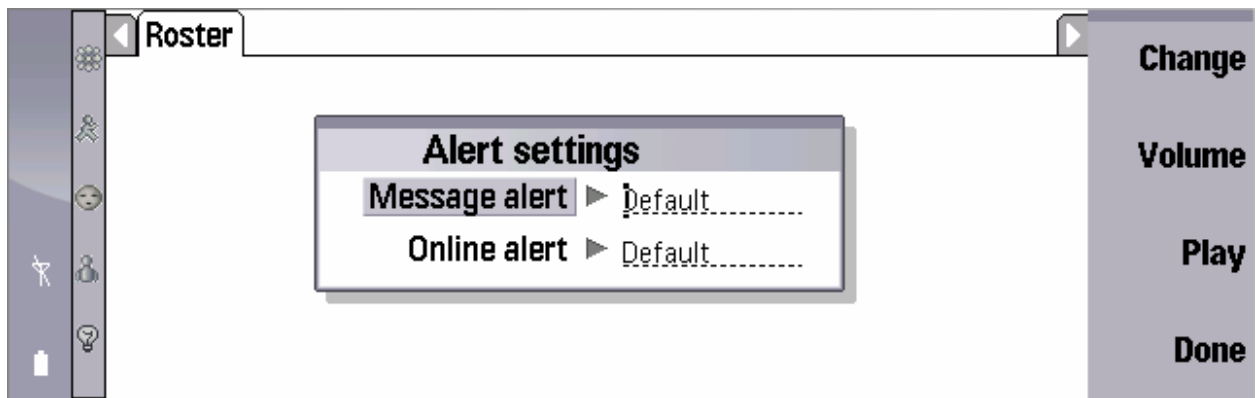 Roster
Alert settings
Message alert Default
Online alert Default
Change
Volume
Play
Done